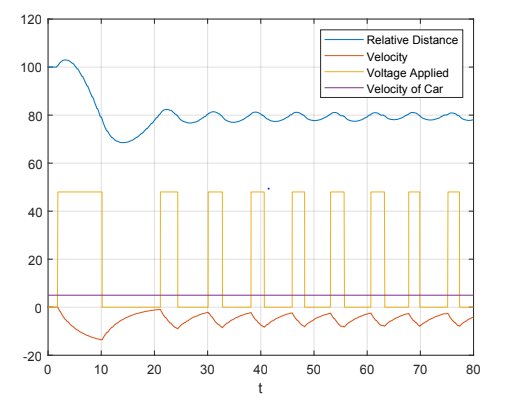 120
100
80
60
40
20
0
-20
0 10 20 30 40 50 60 70 80
t
Relative Distance
Velocity
Voltage Applied
Velocity of Car